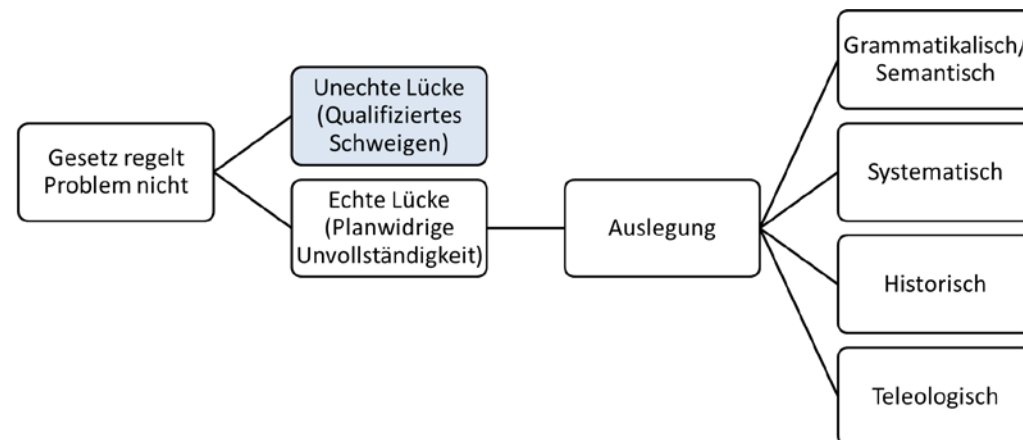 Gesetz regelt
Problem nicht
Unechte Lücke
(Qualifiziertes
Schweigen)
Echte Lücke
(Planwidrige
Unvollständigkeit)
Auslegung
Grammatikalisch/
Semantisch
Systematisch
Historisch
Teleologisch